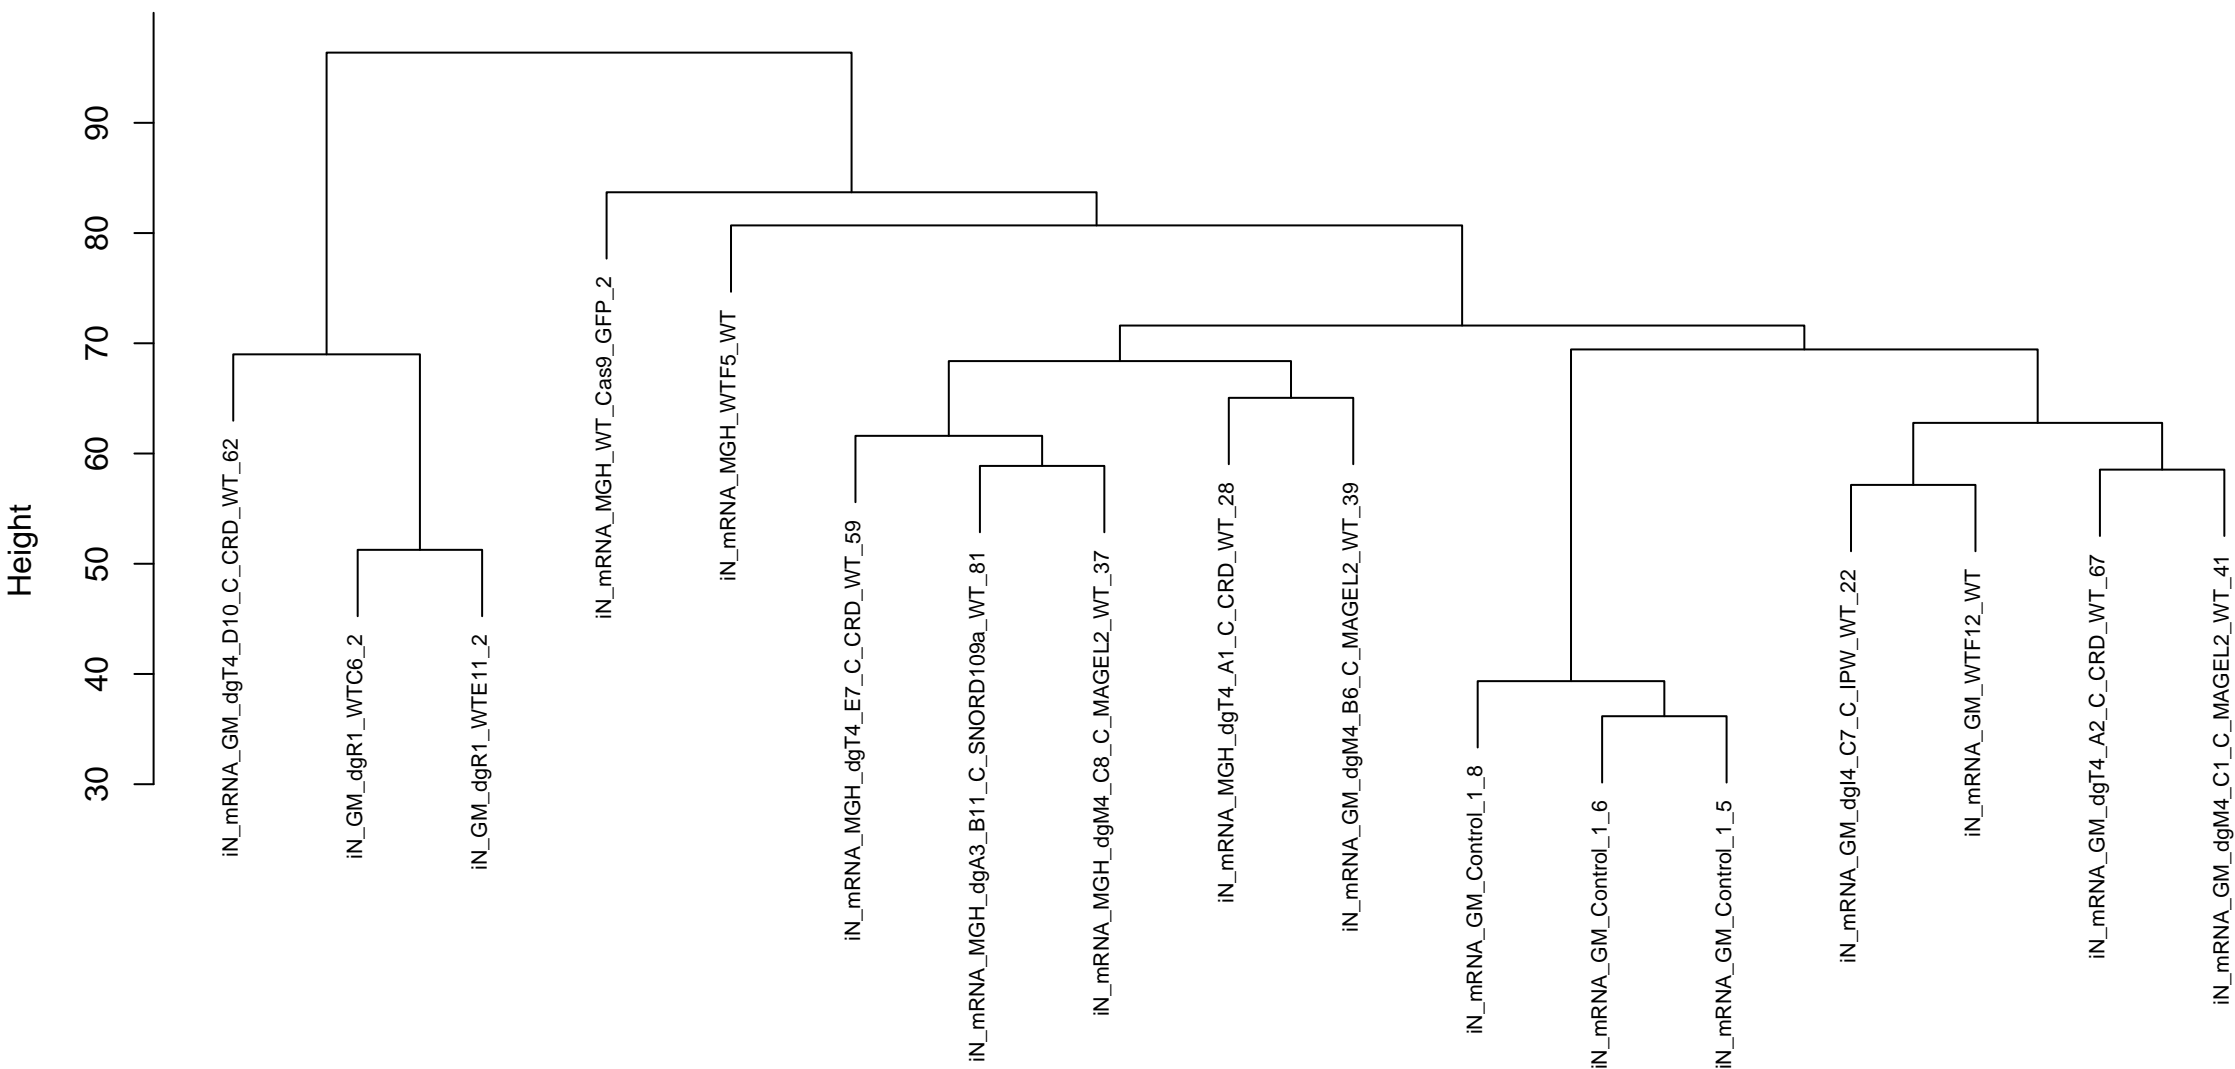 Height
90
80
70
60
50
40
30
iN_mRNA_GM_dgT4_D10_C_CRD_WT_62
iN_GM_dgR1_WTC6_2
iN_GM_dgR1_WTE11_2
iN_mRNA_MGH_WT_Cas9_GFP_2
iN_mRNA_MGH_WTF5_WT
iN_mRNA_MGH_dgT4_E7_C_CRD_WT_59
iN_mRNA_MGH_dgA3_B11_C_SNORD109a_WT_81
iN_mRNA_MGH_dgM4_C8_C_MAGEL2_WT_37
iN_mRNA_MGH_dgT4_A1_C_CRD_WT_28
iN_mRNA_GM_dgM4_B6_C_MAGEL2_WT_39
iN_mRNA_GM_Control_1_8
iN_mRNA_GM_Control_1_6
iN_mRNA_GM_Control_1_5
iN_mRNA_GM_dgI4_C7_C_IPW_WT_22
iN_mRNA_GM_WTF12_WT
iN_mRNA_GM_dgT4_A2_C_CRD_WT_67
iN_mRNA_GM_dgM4_C1_C_MAGEL2_WT_41